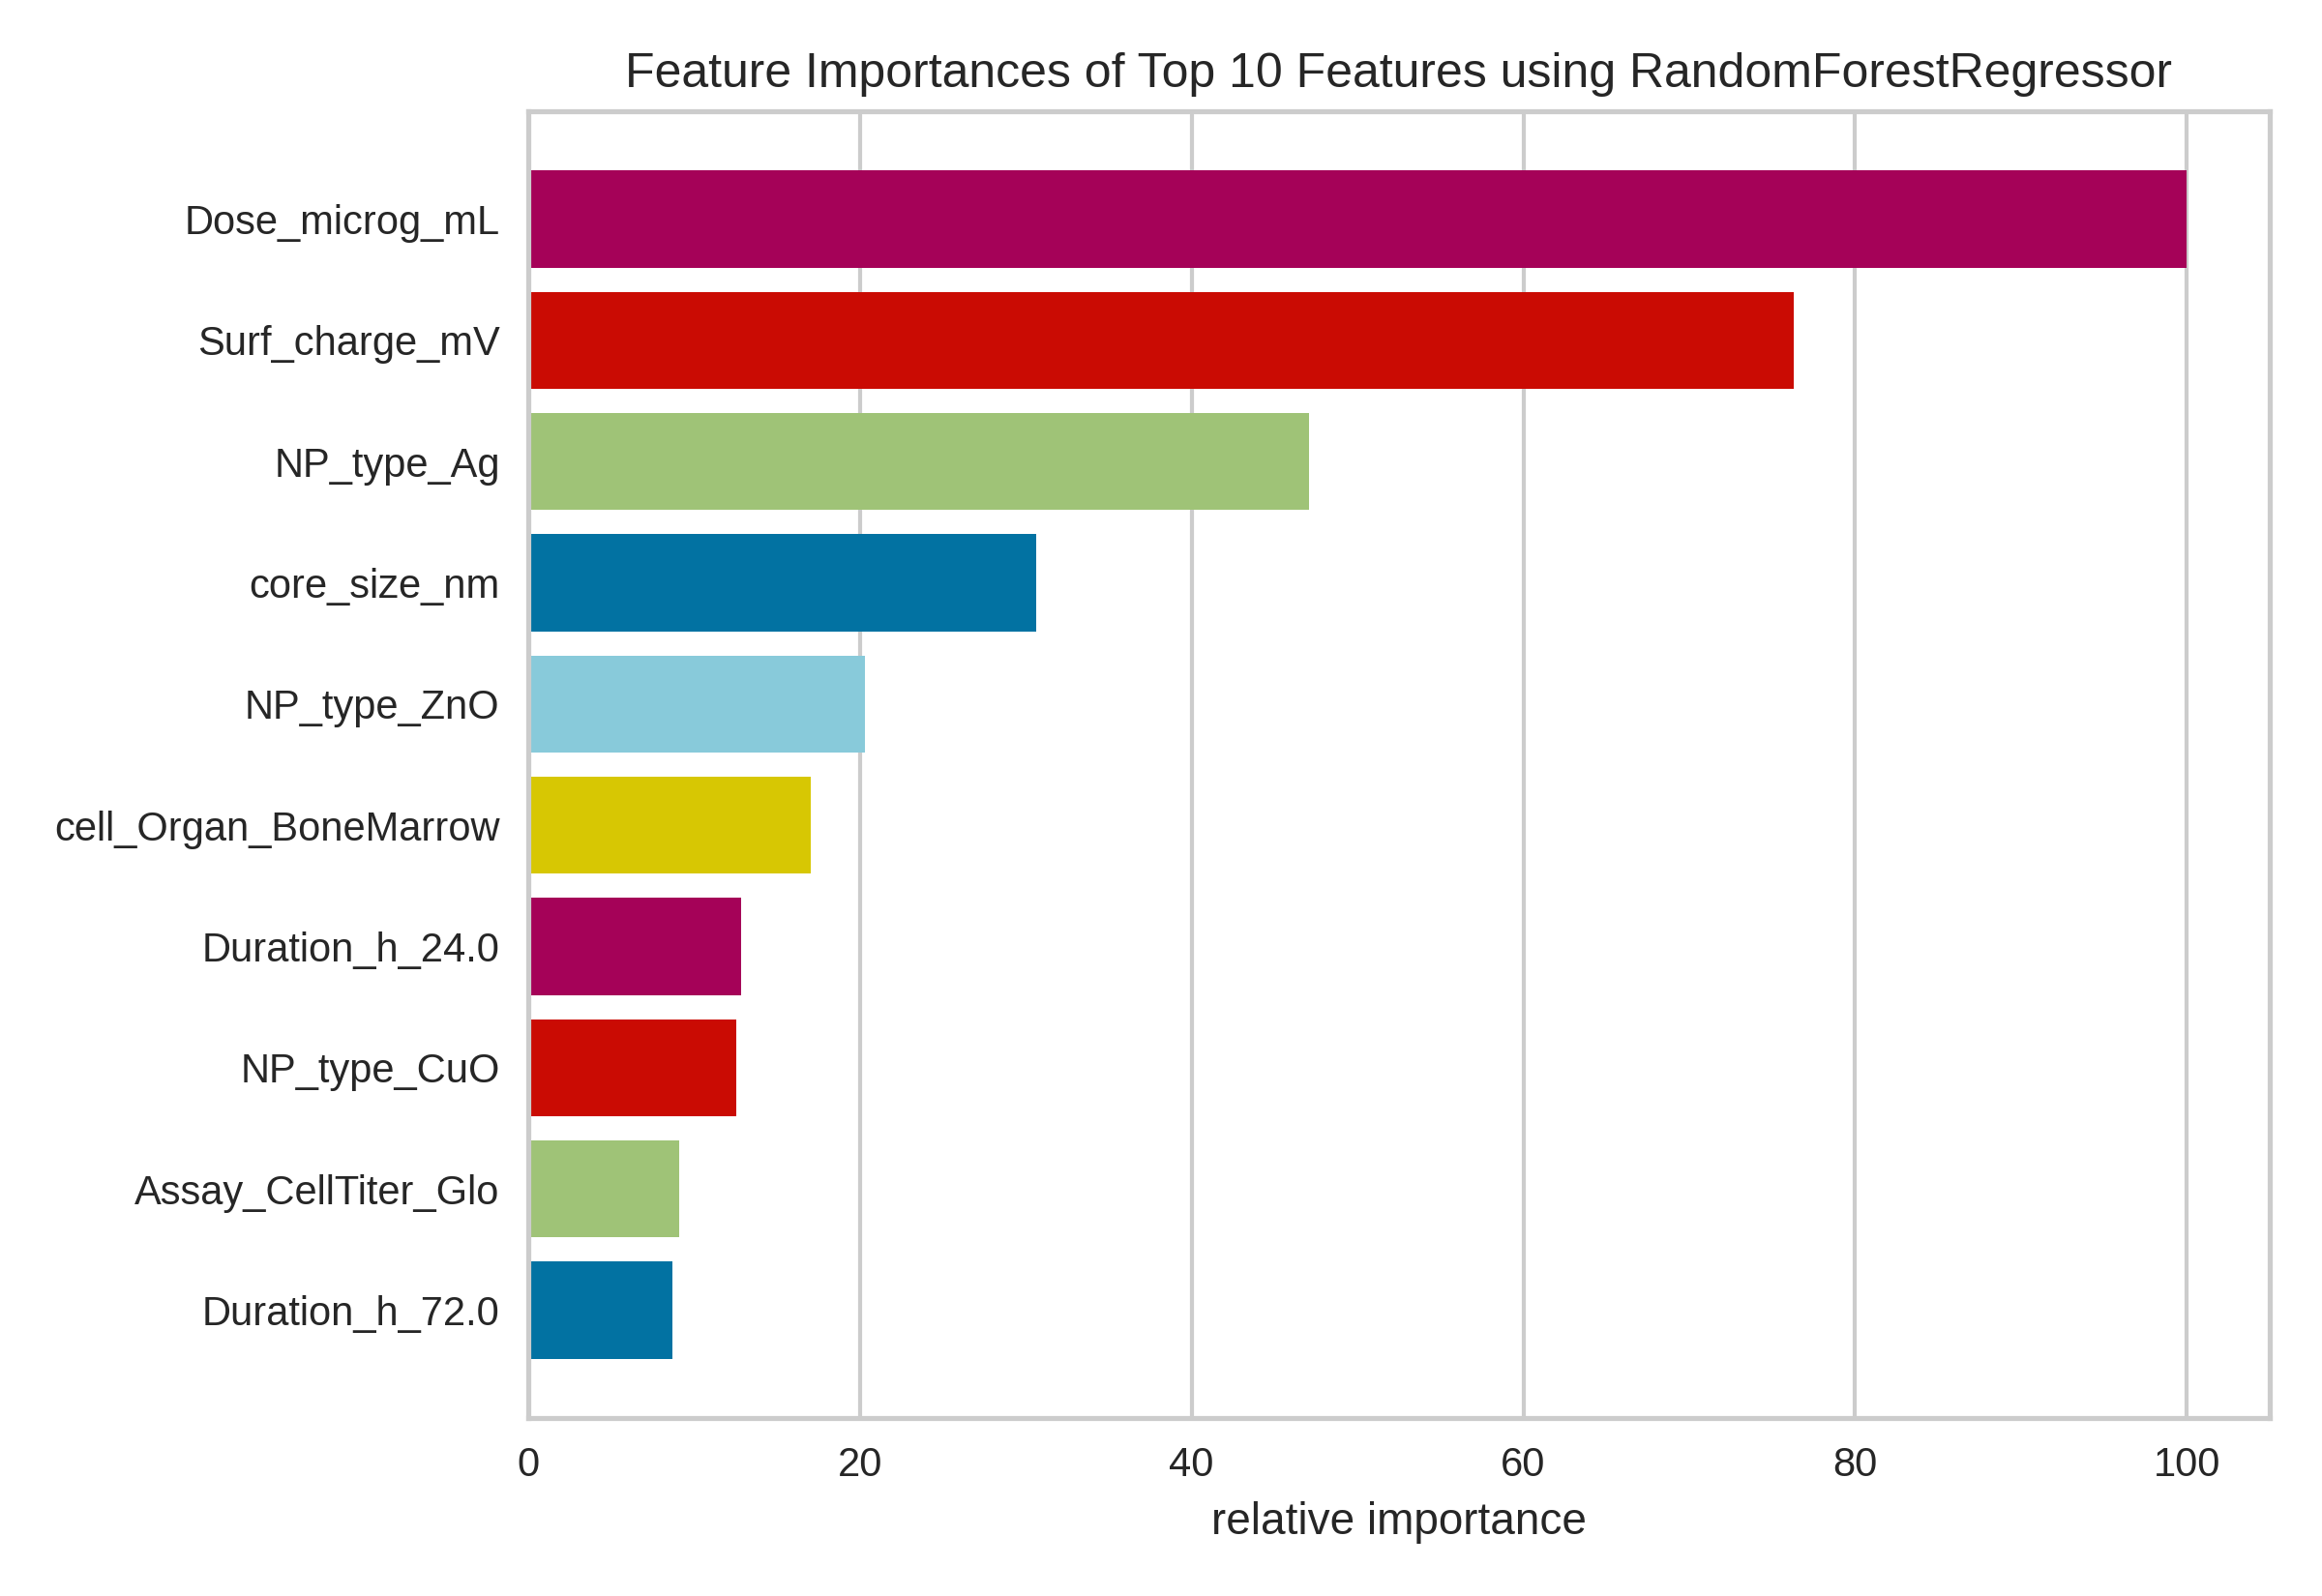 Feature Importances of Top 10 Features using RandomForestRegressor
Dose_microg_mL
Surf_charge_mV
NP_type_Ag
core_size_nm
NP_type_ZnO
cell_Organ_BoneMarrow
Duration_h_24.0
NP_type_CuO
Assay_CellTiter_Glo
Duration_h_72.0
0 20 40 60 80 100
relative importance